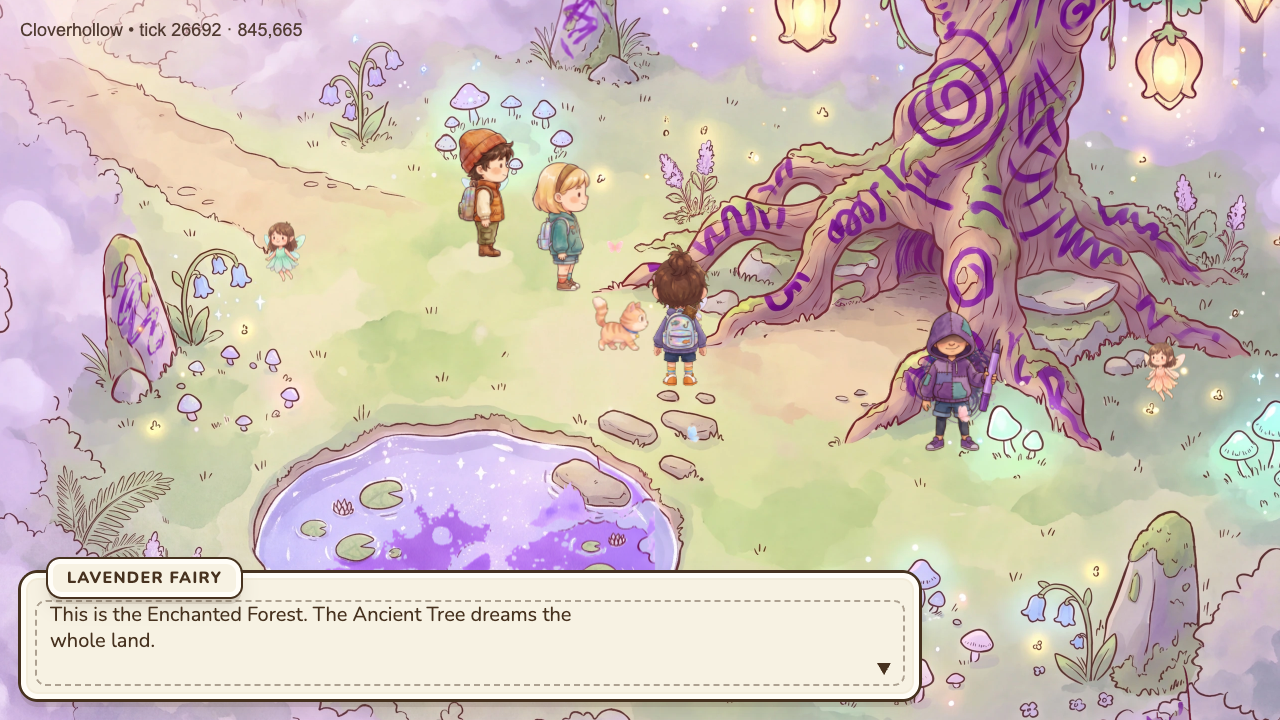 Cloverhollow • tick 26692 · 845,665
LAVENDER FAIRY
This is the Enchanted Forest. The Ancient Tree dreams the
whole land.